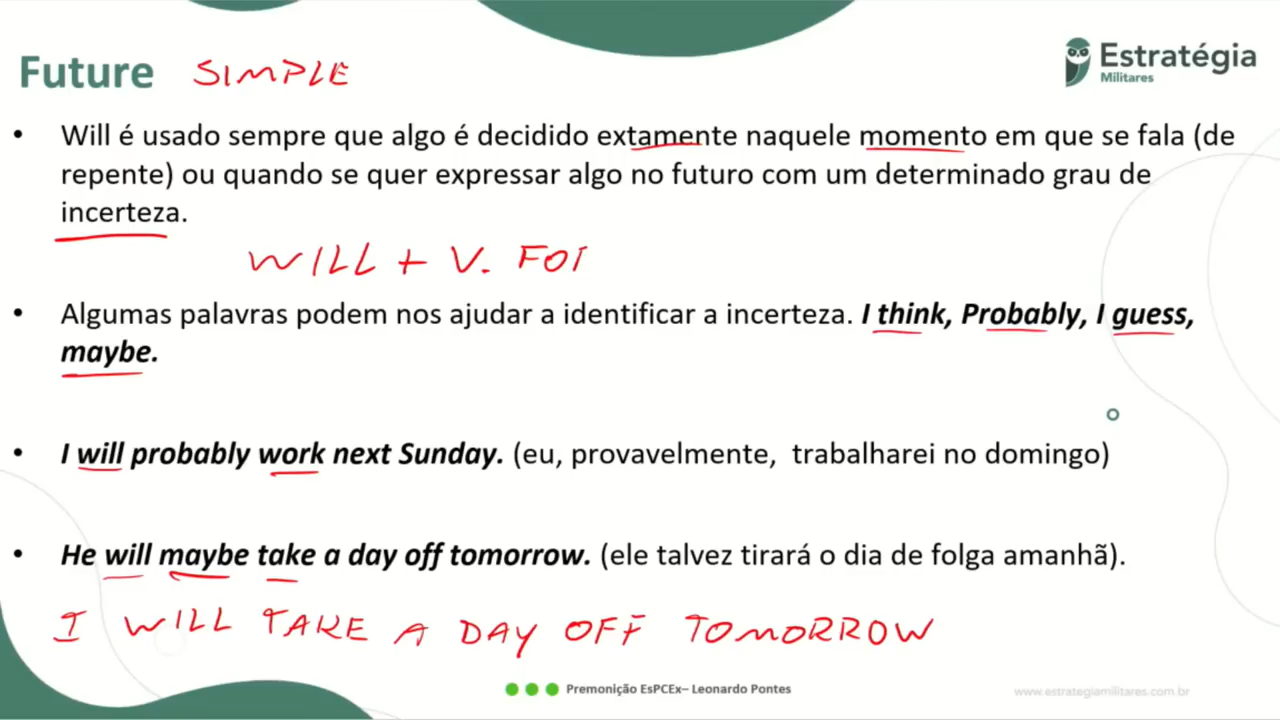 Future SIMPLE
Estratégia
Militares
• Will é usado sempre que algo é decidido extamente naquele momento em que se fala (de
repente) ou quando se quer expressar algo no futuro com um determinado grau de
incerteza.
WILL + V. FOI
• Algumas palavras podem nos ajudar a identificar a incerteza. I think, Probably, I guess,
maybe.
• I will probably work next Sunday. (eu, provavelmente, trabalharei no domingo)
• He will maybe take a day off tomorrow. (ele talvez tirará o dia de folga amanhã).
I WILL TAKE A DAY OFF TOMORROW
Premonição EsPCEx– Leonardo Pontes
www.estrategiamilitares.com.br